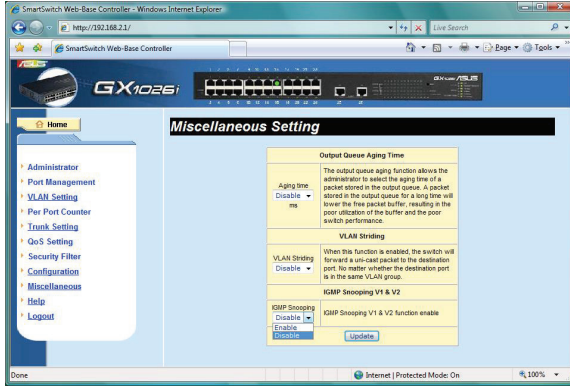 SmartSwitch Web-Base Controller - Windows Internet Explorer
http://192.168.2.1/
Live Search
SmartSwitch Web-Base Controller
Page
Tools
GX1026i
ASUS
Home
Miscellaneous Setting
Administrator
Port Management
VLAN Setting
Per Port Counter
Trunk Setting
QoS Setting
Security Filter
Configuration
Miscellaneous
Help
Logout
Output Queue Aging Time
Aging time
Disable
ms
The output queue aging function allows the
administrator to select the aging time of a
packet stored in the output queue. A packet
stored in the output queue for a long time will
lower the free packet buffer, resulting in the
poor utilization of the buffer and the poor
switch performance.
VLAN Striding
VLAN Striding
Disable
When this function is enabled, the switch will
forward a uni-cast packet to the destination
port. No matter whether the destination port
is in the same VLAN group.
IGMP Snooping V1 & V2
IGMP Snooping
Disable
Enable
Disable
IGMP Snooping V1 & V2 function enable
Update
Done
Internet | Protected Mode: On
100%